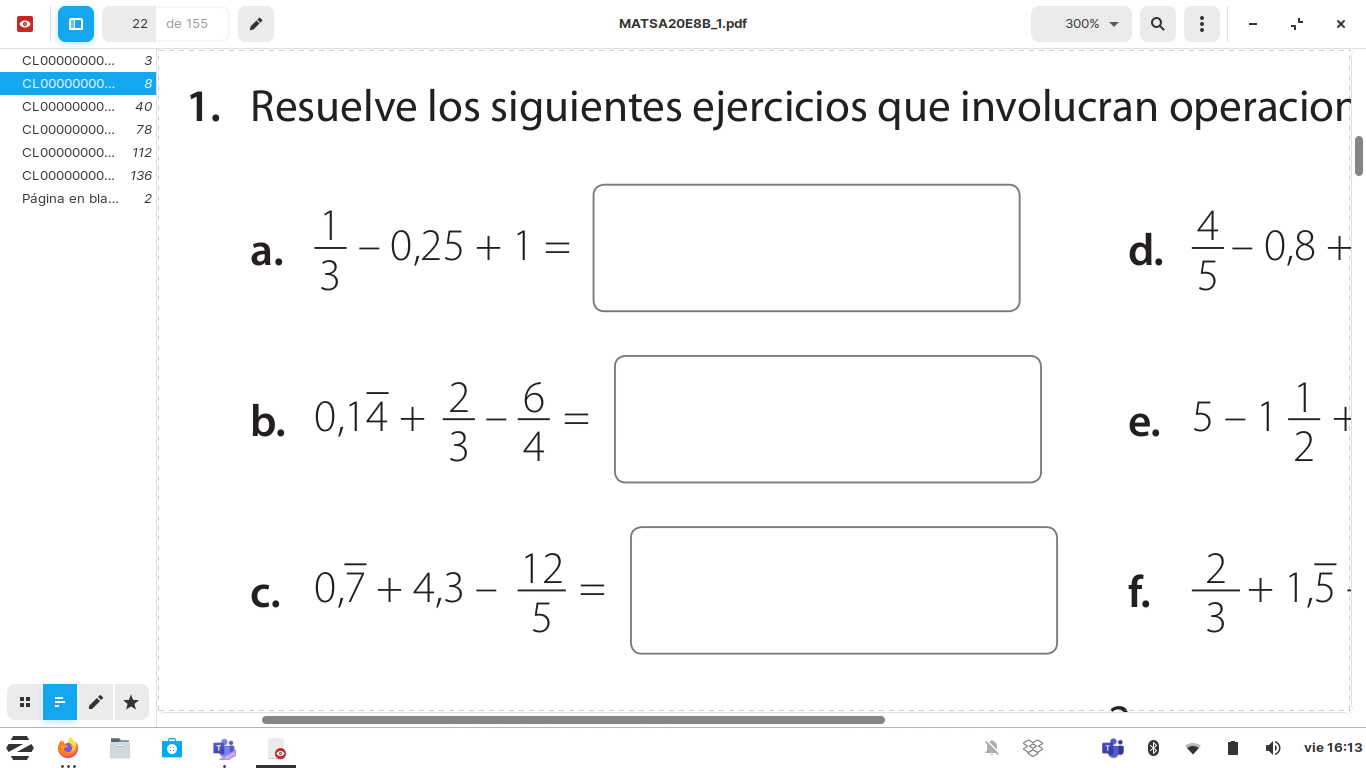 22 de 155
MATSA20E8B_1.pdf
300%
CL00000000... 3
CL00000000... 8
CL00000000... 40
CL00000000... 78
CL00000000... 112
CL00000000... 136
Página en bla... 2
1. Resuelve los siguientes ejercicios que involucran operacion
a. 1/3 – 0,25 + 1 =
d. 4/5 – 0,8 +
b. 0,14̅ + 2/3 – 6/4 =
e. 5 – 1 1/2 +
c. 0,7̅ + 4,3 – 12/5 =
f. 2/3 + 1,5̅
vie 16:13